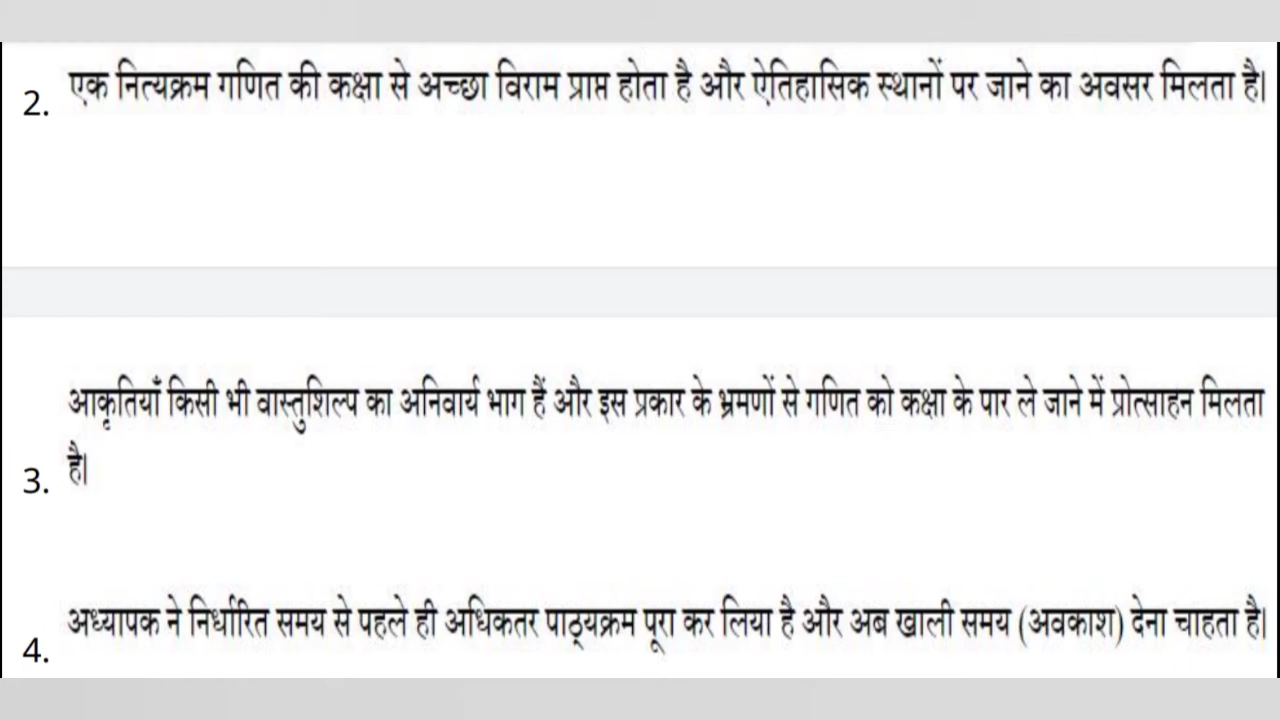 2. एक नित्यक्रम गणित की कक्षा से अच्छा विराम प्राप्त होता है और ऐतिहासिक स्थानों पर जाने का अवसर मिलता है।
आकृतियाँ किसी भी वास्तुशिल्प का अनिवार्य भाग हैं और इस प्रकार के भ्रमणों से गणित को कक्षा के पार ले जाने में प्रोत्साहन मिलता
3. है।
4. अध्यापक ने निर्धारित समय से पहले ही अधिकतर पाठ्यक्रम पूरा कर लिया है और अब खाली समय (अवकाश) देना चाहता है।